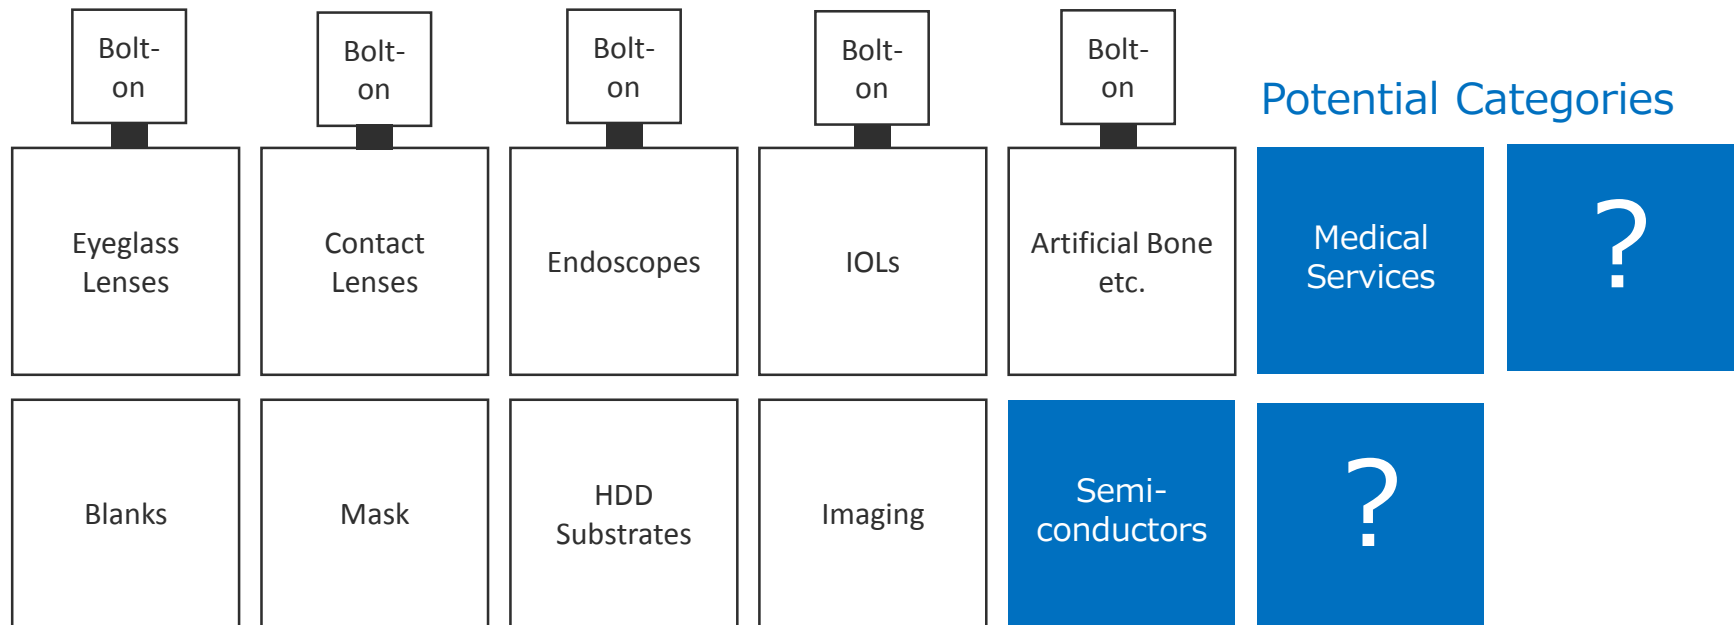 Bolt-
on
Bolt-
on
Bolt-
on
Bolt-
on
Bolt-
on
Potential Categories
Eyeglass
Lenses
Contact
Lenses
Endoscopes
IOLs
Artificial Bone
etc.
Medical
Services
?
Blanks
Mask
HDD
Substrates
Imaging
Semi-
conductors
?